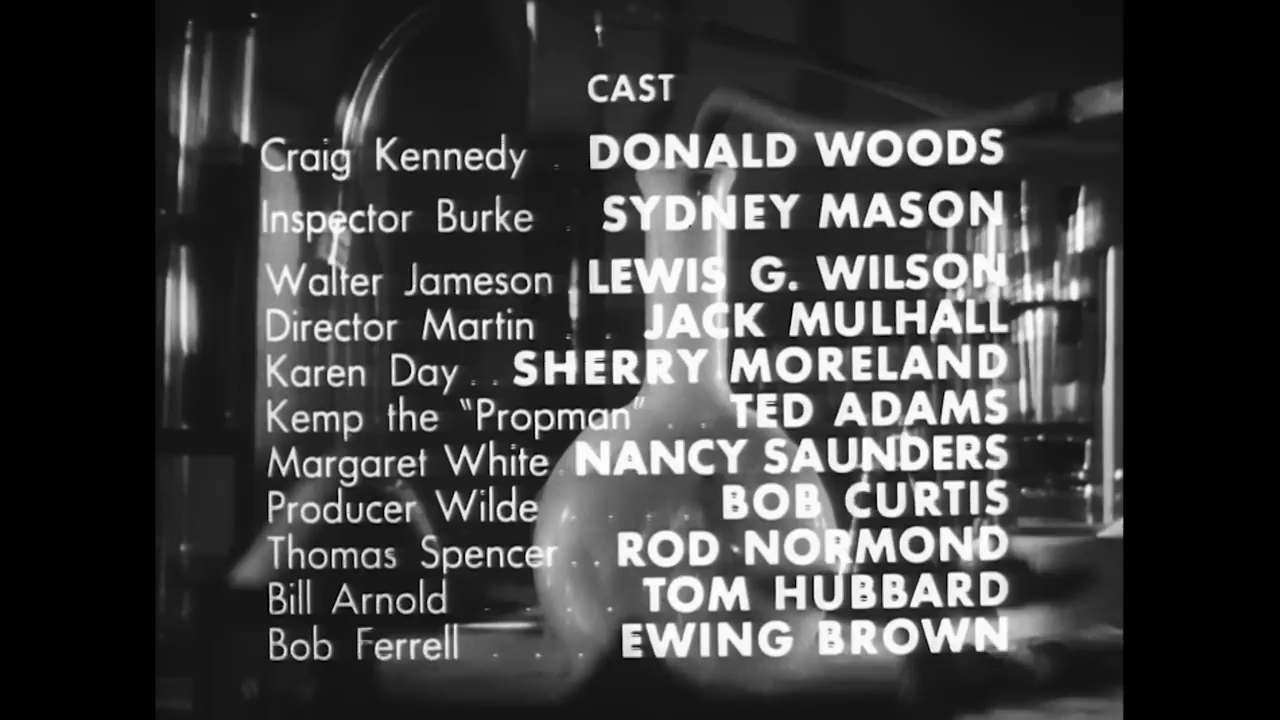 CAST
Craig Kennedy . DONALD WOODS
Inspector Burke . SYDNEY MASON
Walter Jameson . LEWIS G. WILSON
Director Martin . . JACK MULHALL
Karen Day . . SHERRY MORELAND
Kemp the "Propman" . . TED ADAMS
Margaret White . NANCY SAUNDERS
Producer Wilde . . . . BOB CURTIS
Thomas Spencer . . ROD NORMOND
Bill Arnold . . . . TOM HUBBARD
Bob Ferrell . . . EWING BROWN